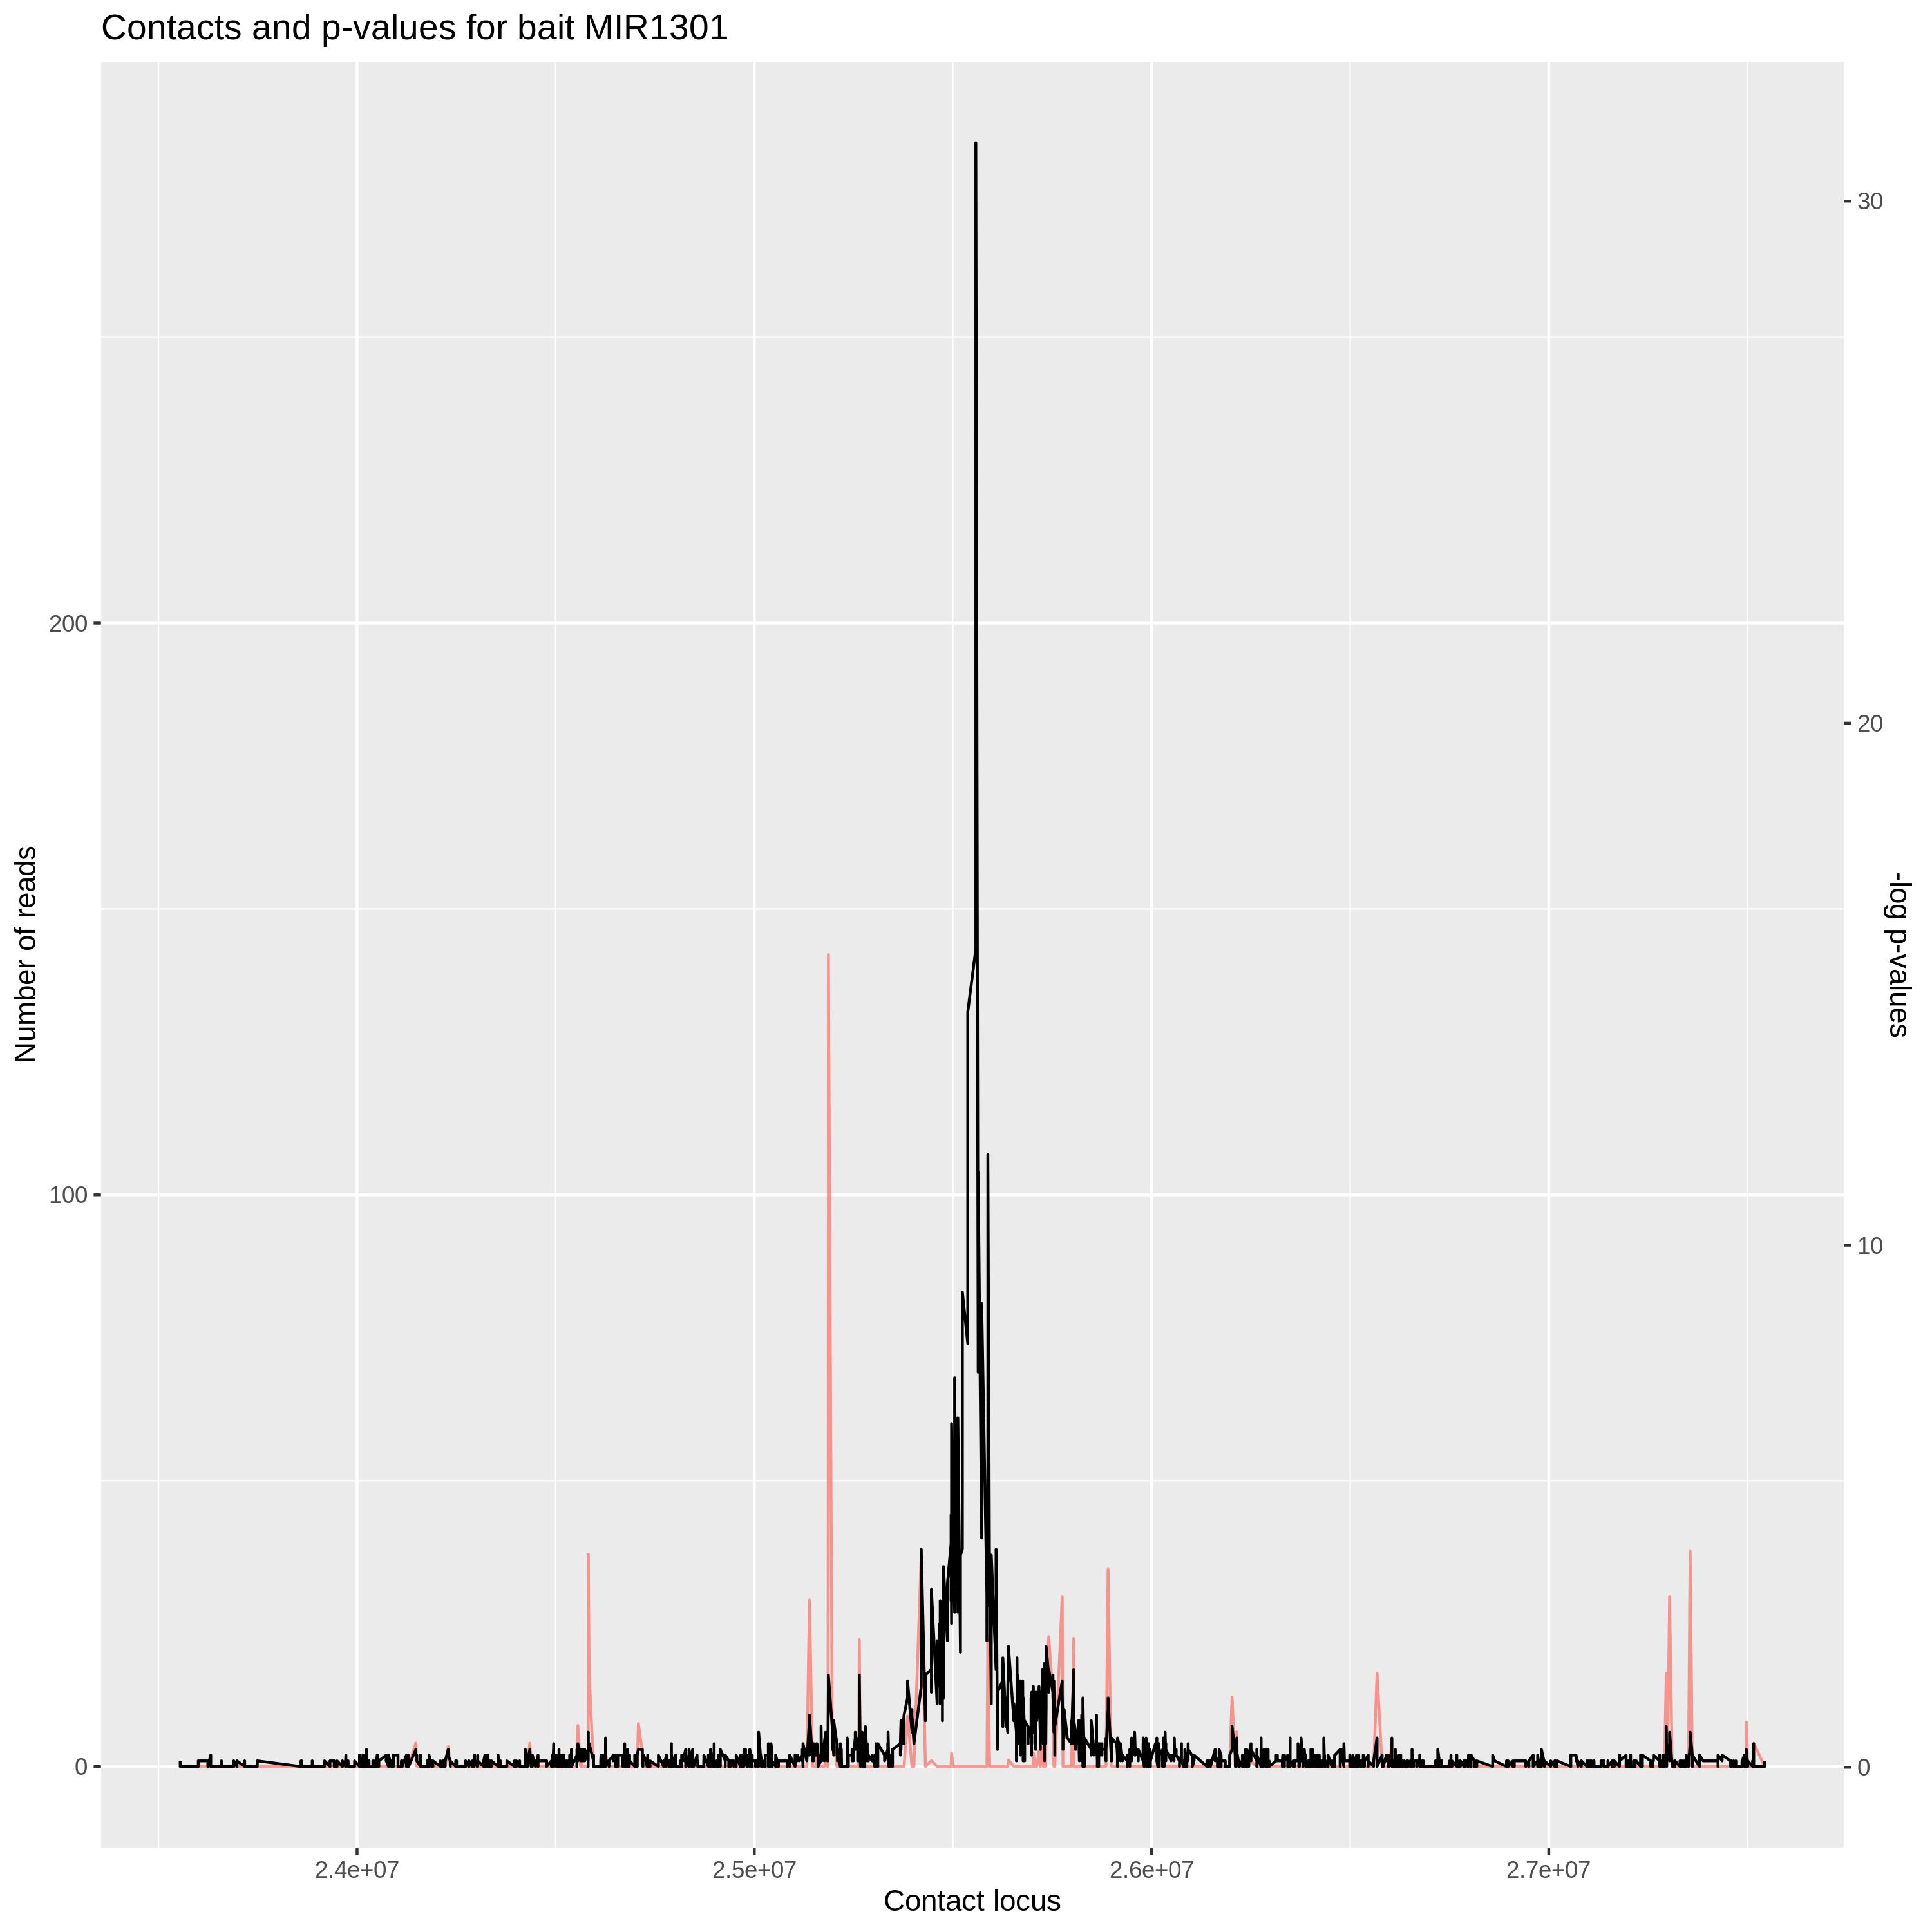 Contacts and p-values for bait MIR1301
Number of reads
200
100
0
30
20
10
0
-log p-values
2.4e+07 2.5e+07 2.6e+07 2.7e+07
Contact locus